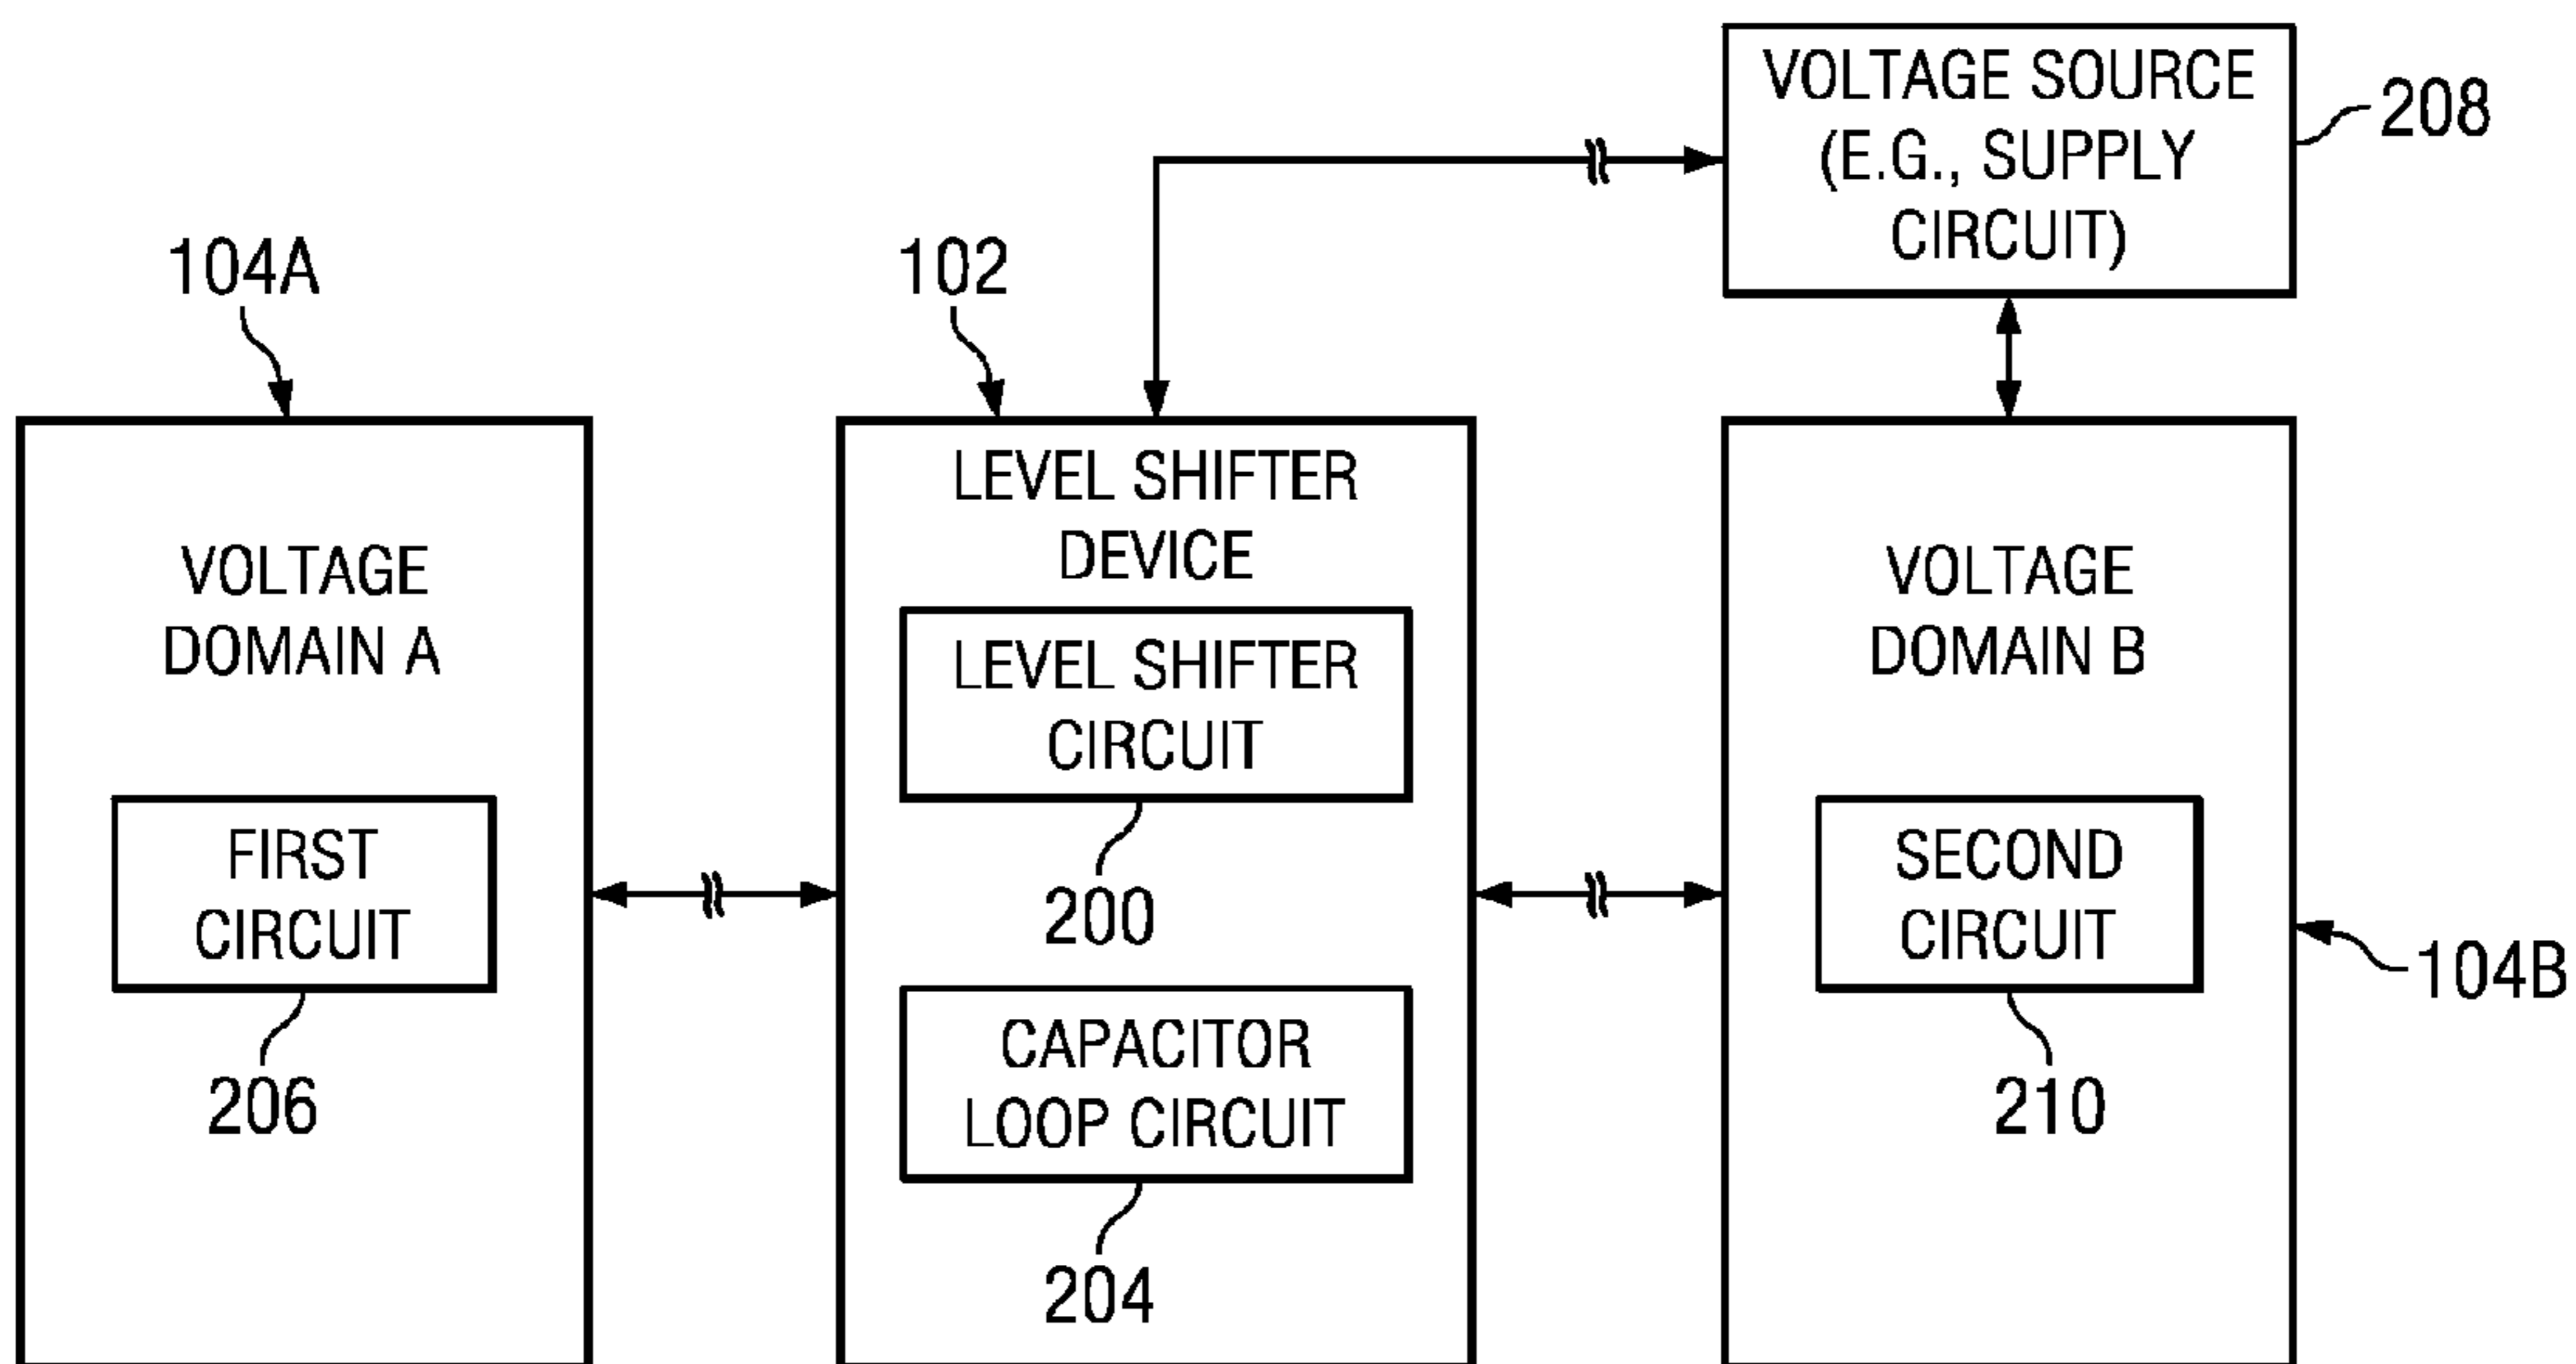 VOLTAGE SOURCE
(E.G., SUPPLY
CIRCUIT)
208
104A
102
VOLTAGE
DOMAIN A
FIRST
CIRCUIT
206
LEVEL SHIFTER
DEVICE
LEVEL SHIFTER
CIRCUIT
200
CAPACITOR
LOOP CIRCUIT
204
VOLTAGE
DOMAIN B
SECOND
CIRCUIT
210
104B